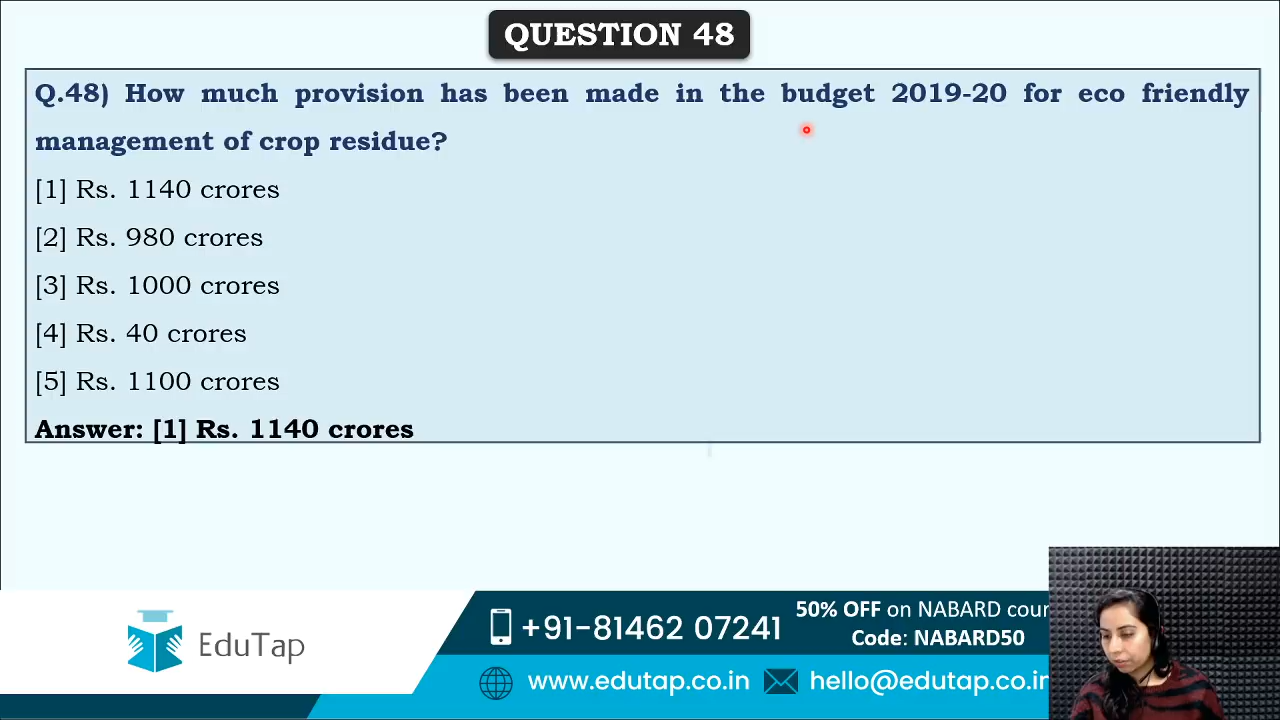 QUESTION 48
Q.48) How much provision has been made in the budget 2019-20 for eco friendly
management of crop residue?
[1] Rs. 1140 crores
[2] Rs. 980 crores
[3] Rs. 1000 crores
[4] Rs. 40 crores
[5] Rs. 1100 crores
Answer: [1] Rs. 1140 crores
EduTap
+91-81462 07241
50% OFF on NABARD cour
Code: NABARD50
www.edutap.co.in
hello@edutap.co.in